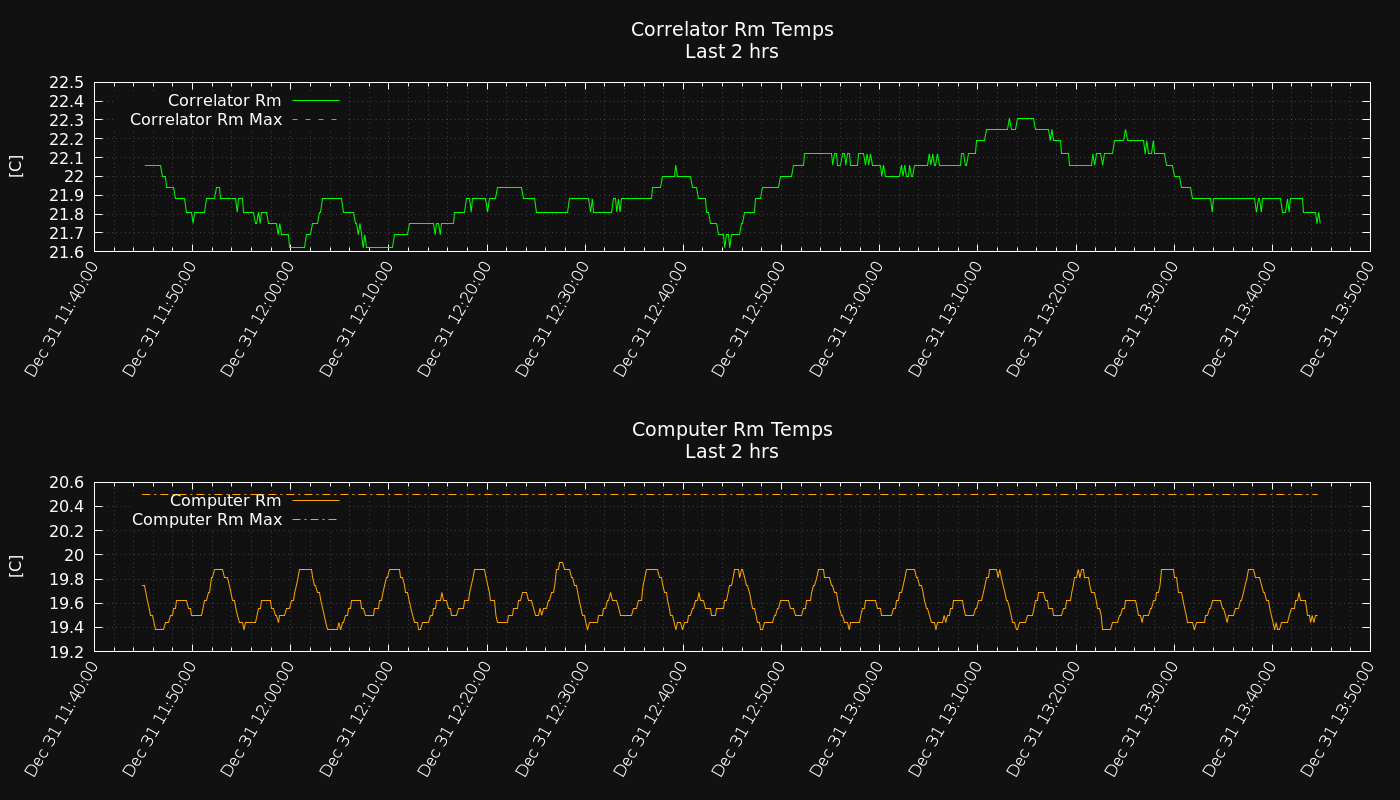 Correlator Rm Temps
Last 2 hrs
22.5
22.4
22.3
22.2
22.1
22
21.9
21.8
21.7
21.6
[C]
Correlator Rm
Correlator Rm Max
Dec 31 11:40:00
Dec 31 11:50:00
Dec 31 12:00:00
Dec 31 12:10:00
Dec 31 12:20:00
Dec 31 12:30:00
Dec 31 12:40:00
Dec 31 12:50:00
Dec 31 13:00:00
Dec 31 13:10:00
Dec 31 13:20:00
Dec 31 13:30:00
Dec 31 13:40:00
Dec 31 13:50:00
Computer Rm Temps
Last 2 hrs
20.6
20.4
20.2
20
19.8
19.6
19.4
19.2
[C]
Computer Rm
Computer Rm Max
Dec 31 11:40:00
Dec 31 11:50:00
Dec 31 12:00:00
Dec 31 12:10:00
Dec 31 12:20:00
Dec 31 12:30:00
Dec 31 12:40:00
Dec 31 12:50:00
Dec 31 13:00:00
Dec 31 13:10:00
Dec 31 13:20:00
Dec 31 13:30:00
Dec 31 13:40:00
Dec 31 13:50:00